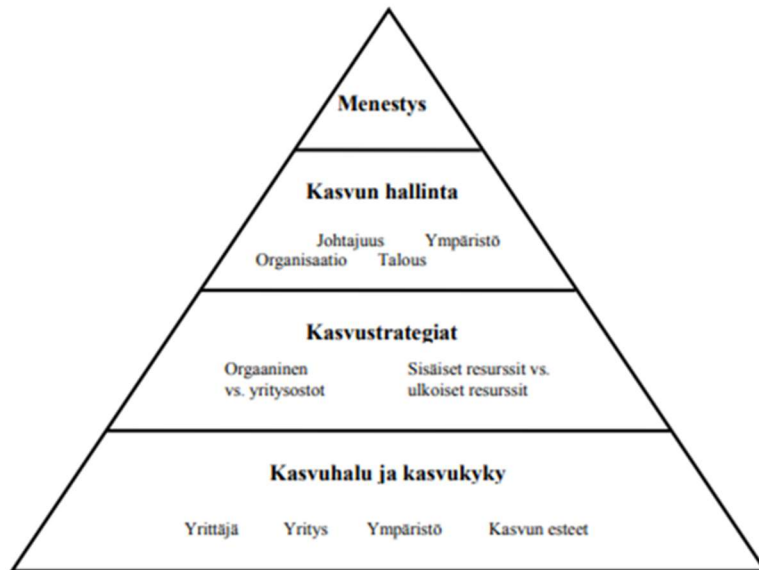 Menestys
Kasvun hallinta
Johtajuus Ympäristö
Organisaatio Talous
Kasvustrategiat
Orgaaninen Sisäiset resurssit vs.
vs. yritysostot ulkoiset resurssit
Kasvuhalu ja kasvukyky
Yrittäjä Yritys Ympäristö Kasvun esteet